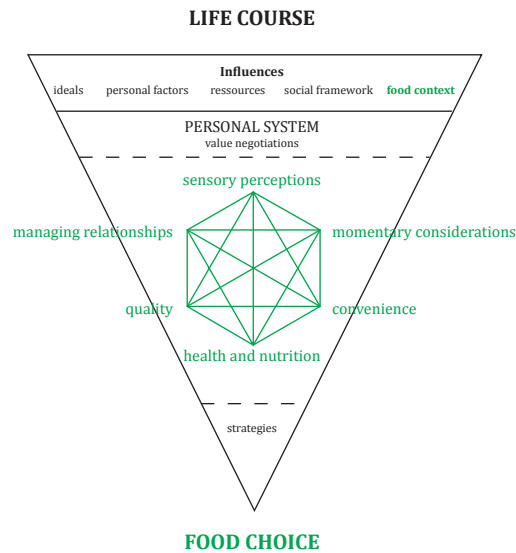 LIFE COURSE
Influences
ideals personal factors ressources social framework food context
PERSONAL SYSTEM
value negotiations
sensory perceptions
managing relationships momentary considerations
quality convenience
health and nutrition
strategies
FOOD CHOICE